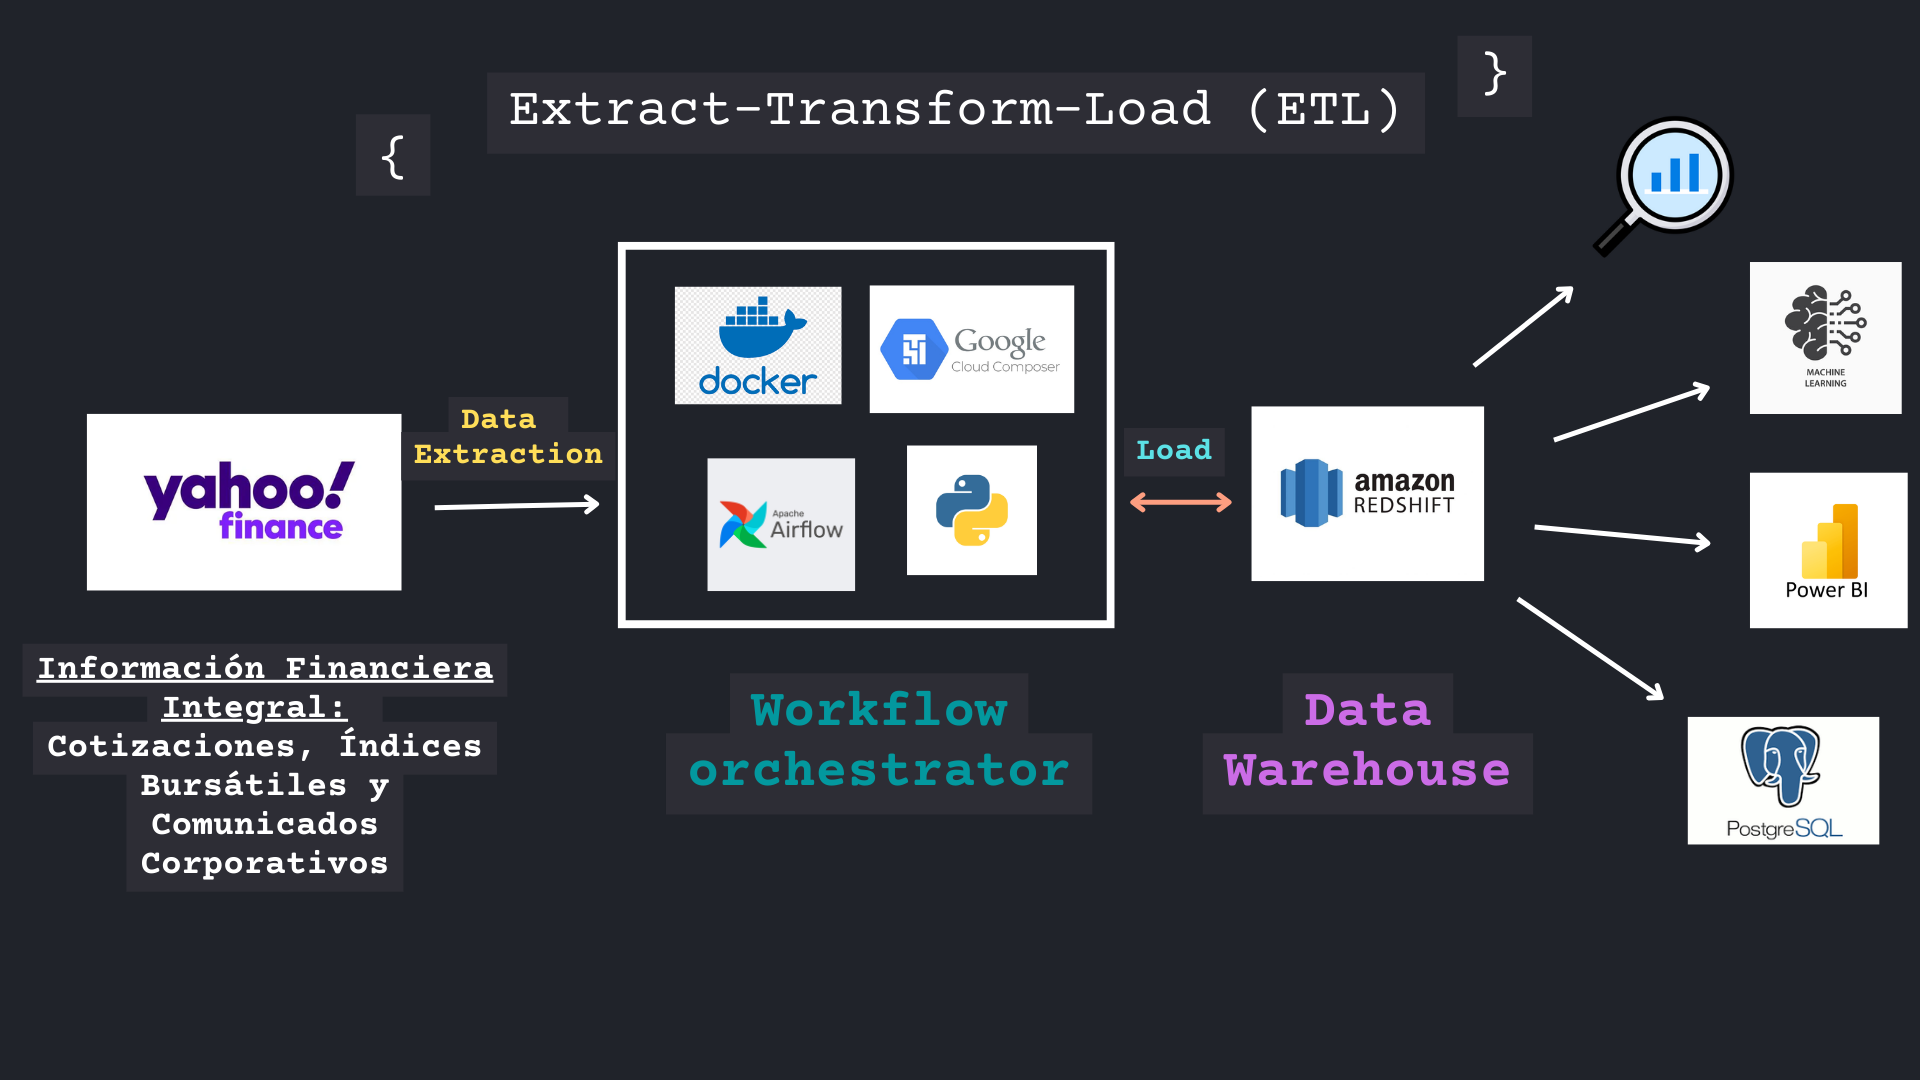 {
Extract-Transform-Load (ETL)
}
yahoo!
finance
Data
Extraction
docker
Google
Cloud Composer
Apache
Airflow
Load
amazon
REDSHIFT
MACHINE
LEARNING
Power BI
PostgreSQL
Información Financiera
Integral:
Cotizaciones, Índices
Bursátiles y
Comunicados
Corporativos
Workflow
orchestrator
Data
Warehouse